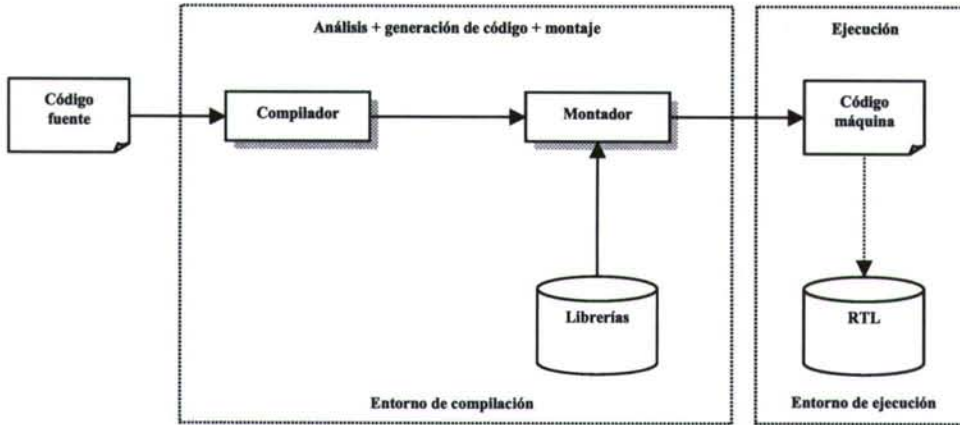 Análisis + generación de código + montaje
Ejecución
Código
fuente
Compilador
Montador
Código
máquina
Librerías
RTL
Entorno de compilación
Entorno de ejecución